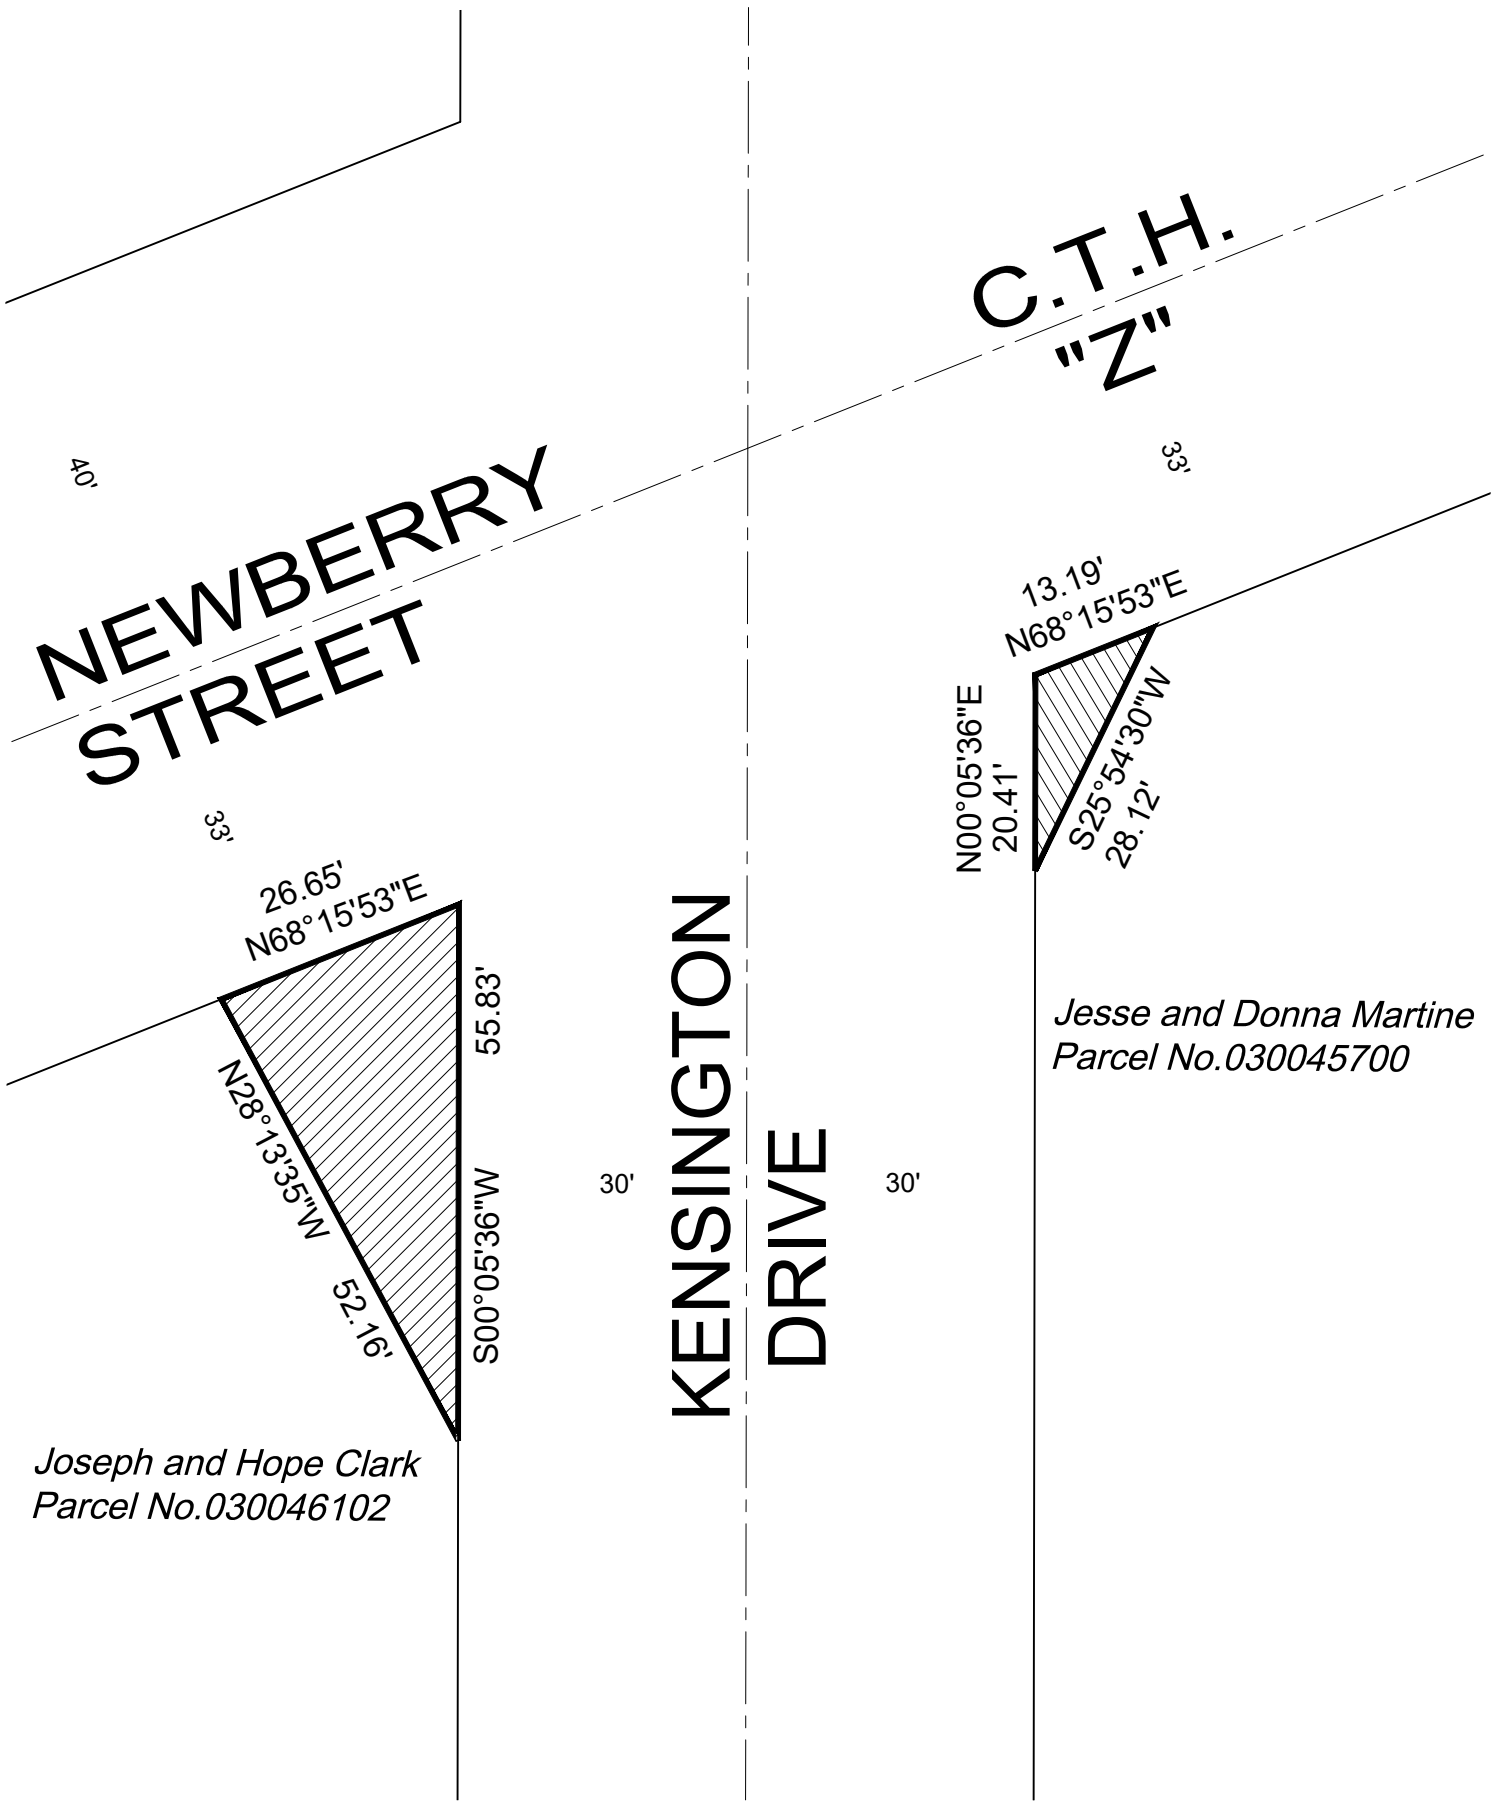 C.T.H.
"Z"
40'
33'
NEWBERRY
STREET
13.19'
N68°15'53"E
N00°05'36"E
20.41'
S25°54'30"W
28.12'
33'
26.65'
N68°15'53"E
55.83'
S00°05'36"W
N28°13'35"W
52.16'
KENSINGTON
DRIVE
30'
30'
Jesse and Donna Martine
Parcel No.030045700
Joseph and Hope Clark
Parcel No.030046102